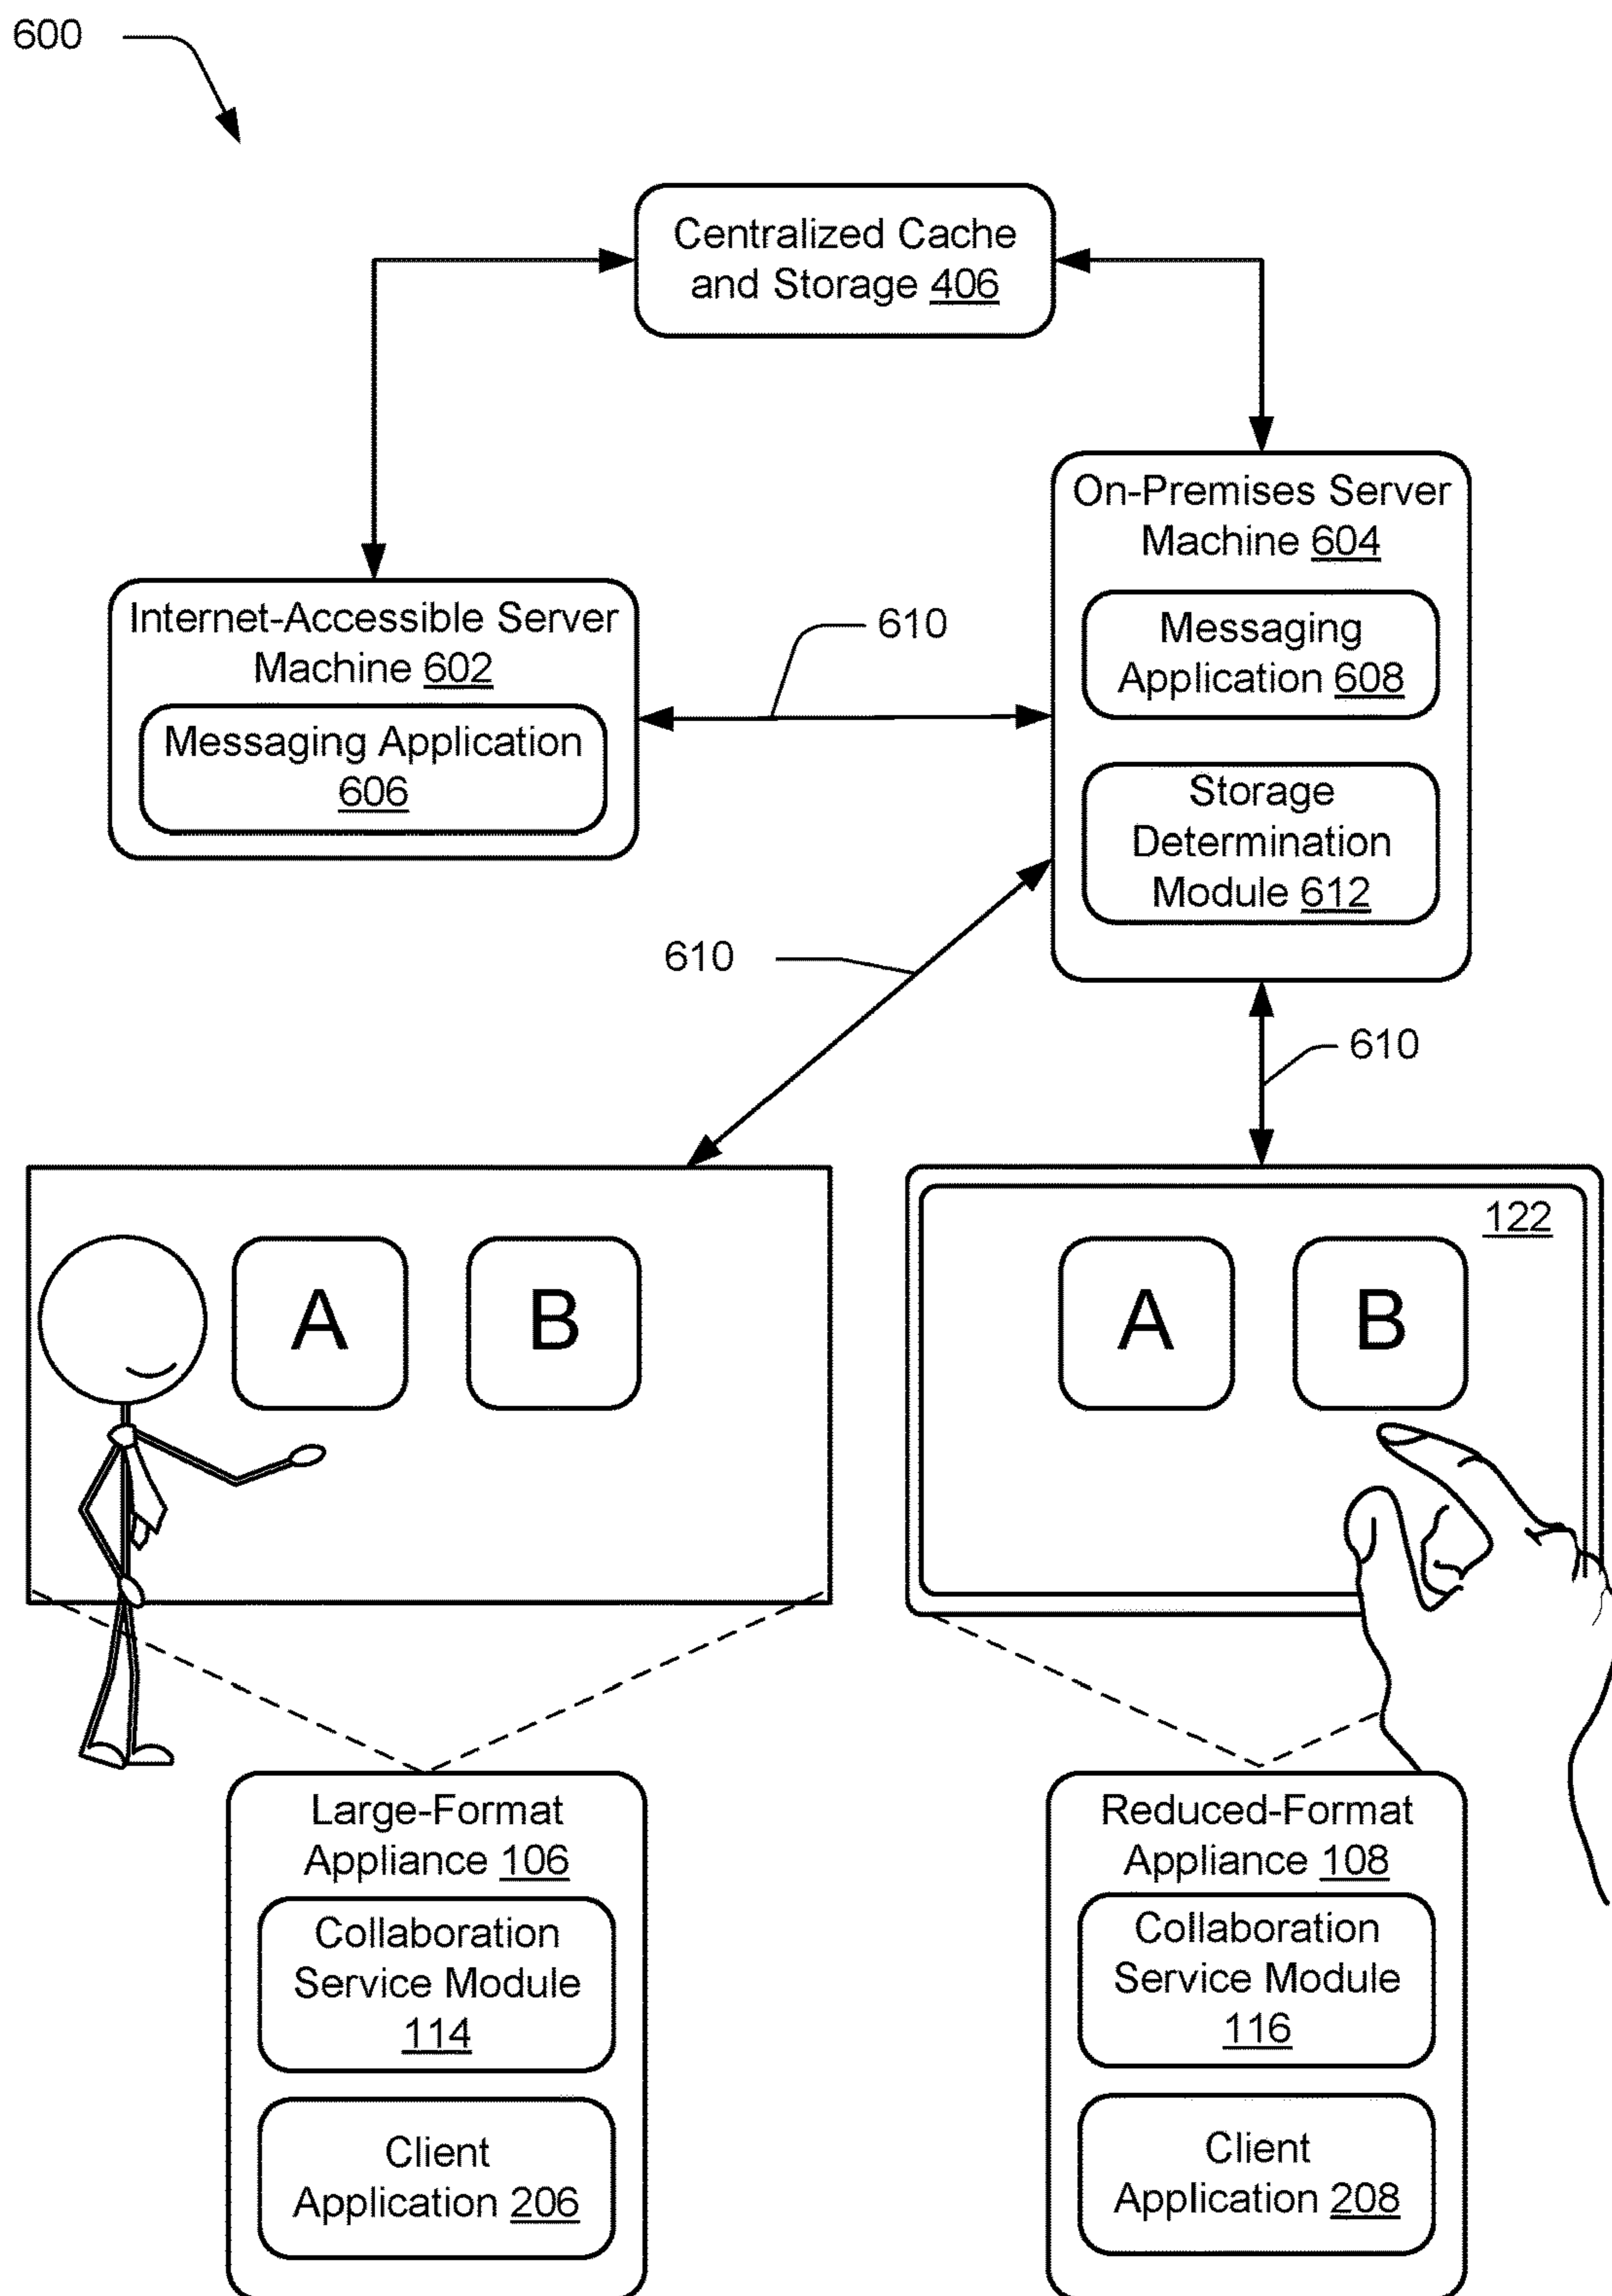 600
Centralized Cache
and Storage 406
On-Premises Server
Machine 604
Messaging
Application 608
Storage
Determination
Module 612
Internet-Accessible Server
Machine 602
Messaging Application
606
610
610
610
A
B
122
A
B
Large-Format
Appliance 106
Collaboration
Service Module
114
Client
Application 206
Reduced-Format
Appliance 108
Collaboration
Service Module
116
Client
Application 208